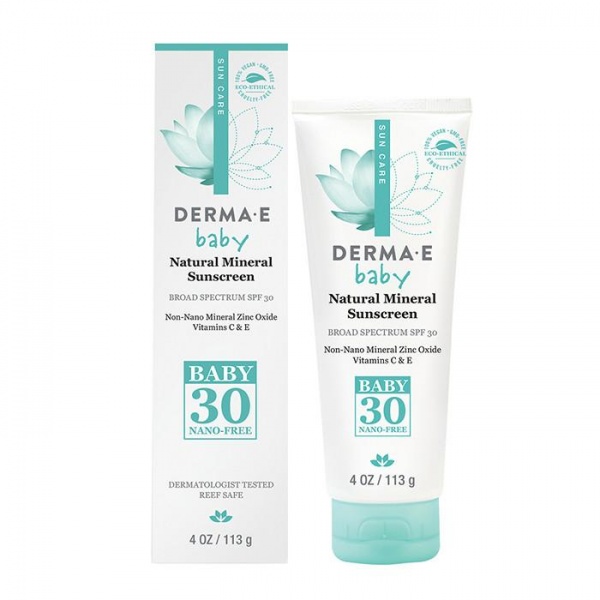 SUN CARE
100% VEGAN • GMO-FREE
ECO-ETHICAL
CRUELTY-FREE
DERMA·E
baby
Natural Mineral
Sunscreen
BROAD SPECTRUM SPF 30
Non-Nano Mineral Zinc Oxide
Vitamins C & E
BABY
30
NANO-FREE
DERMATOLOGIST TESTED
REEF SAFE
4 OZ / 113 g
SUN CARE
100% VEGAN • GMO-FREE
ECO-ETHICAL
CRUELTY-FREE
DERMA·E
baby
Natural Mineral
Sunscreen
BROAD SPECTRUM SPF 30
Non-Nano Mineral Zinc Oxide
Vitamins C & E
BABY
30
NANO-FREE
4 OZ / 113 g